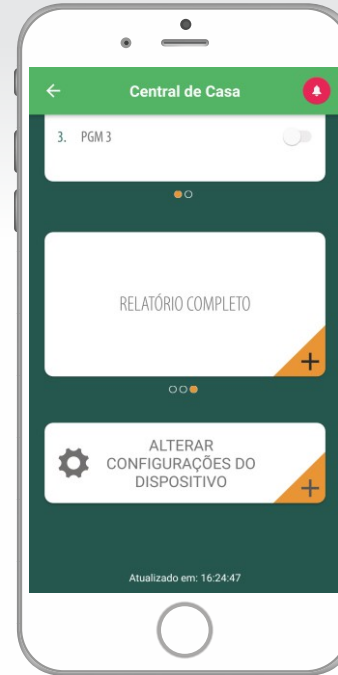 Central de Casa
3. PGM 3
RELATÓRIO COMPLETO
ALTERAR
CONFIGURAÇÕES DO
DISPOSITIVO
Atualizado em: 16:24:47